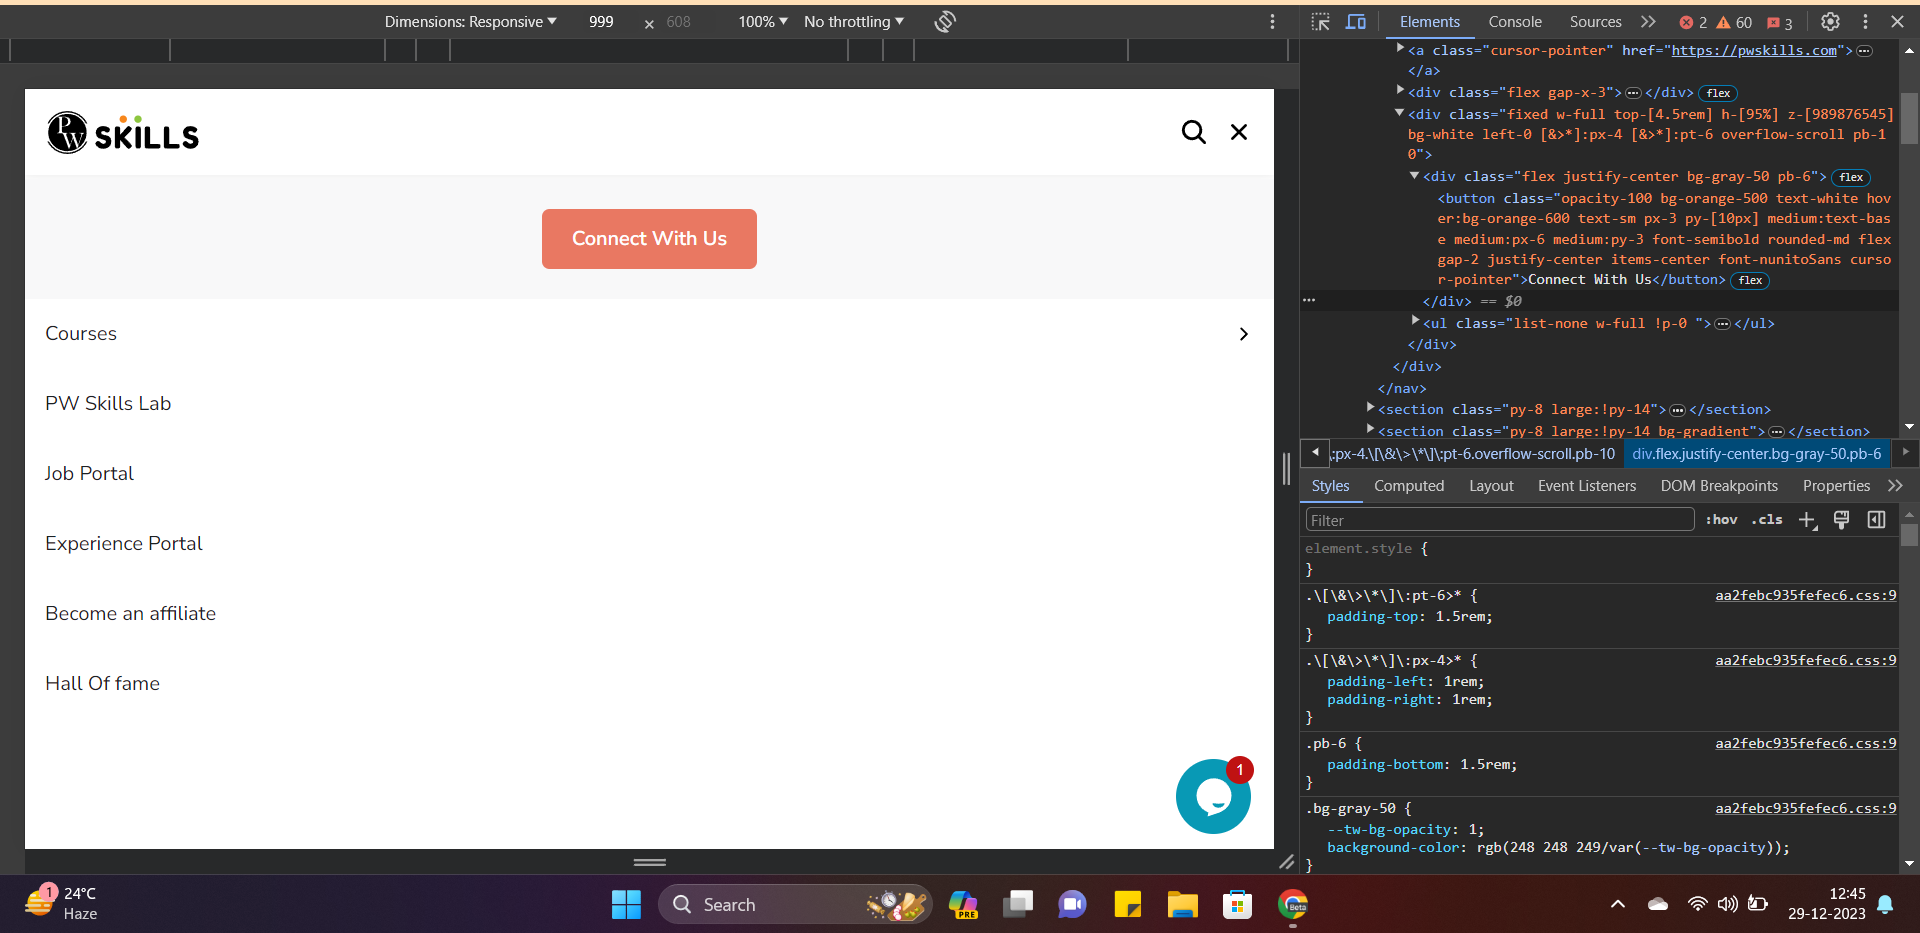 Dimensions: Responsive 999 × 608 100% No throttling
Elements Console Sources 2 60 3
PW SKILLS
Connect With Us
Courses
PW Skills Lab
Job Portal
Experience Portal
Become an affiliate
Hall Of fame
1
<a class="cursor-pointer" href="https://pwskills.com">
</a>
<div class="flex gap-x-3"></div> flex
<div class="fixed w-full top-[4.5rem] h-[95%] z-[989876545]
bg-white left-0 [&>*]:px-4 [&>*]:pt-6 overflow-scroll pb-1
0">
<div class="flex justify-center bg-gray-50 pb-6"> flex
<button class="opacity-100 bg-orange-500 text-white hov
er:bg-orange-600 text-sm px-3 py-[10px] medium:text-bas
e medium:px-6 medium:py-3 font-semibold rounded-md flex
gap-2 justify-center items-center font-nunitoSans curso
r-pointer">Connect With Us</button> flex
</div> == $0
<ul class="list-none w-full !p-0 "></ul>
</div>
</div>
</nav>
<section class="py-8 large:!py-14"></section>
<section class="py-8 large:!py-14 bg-gradient"></section>
\:px-4.\[\&\>\*\]\:pt-6.overflow-scroll.pb-10 div.flex.justify-center.bg-gray-50.pb-6
Styles Computed Layout Event Listeners DOM Breakpoints Properties
Filter :hov .cls
element.style {
}
.\[\&\>\*\]\:pt-6>* { aa2febc935fefec6.css:9
padding-top: 1.5rem;
}
.\[\&\>\*\]\:px-4>* { aa2febc935fefec6.css:9
padding-left: 1rem;
padding-right: 1rem;
}
.pb-6 { aa2febc935fefec6.css:9
padding-bottom: 1.5rem;
}
.bg-gray-50 { aa2febc935fefec6.css:9
--tw-bg-opacity: 1;
background-color: rgb(248 248 249/var(--tw-bg-opacity));
}
1
24°C
Haze
Search
PRE
Beta
12:45
29-12-2023